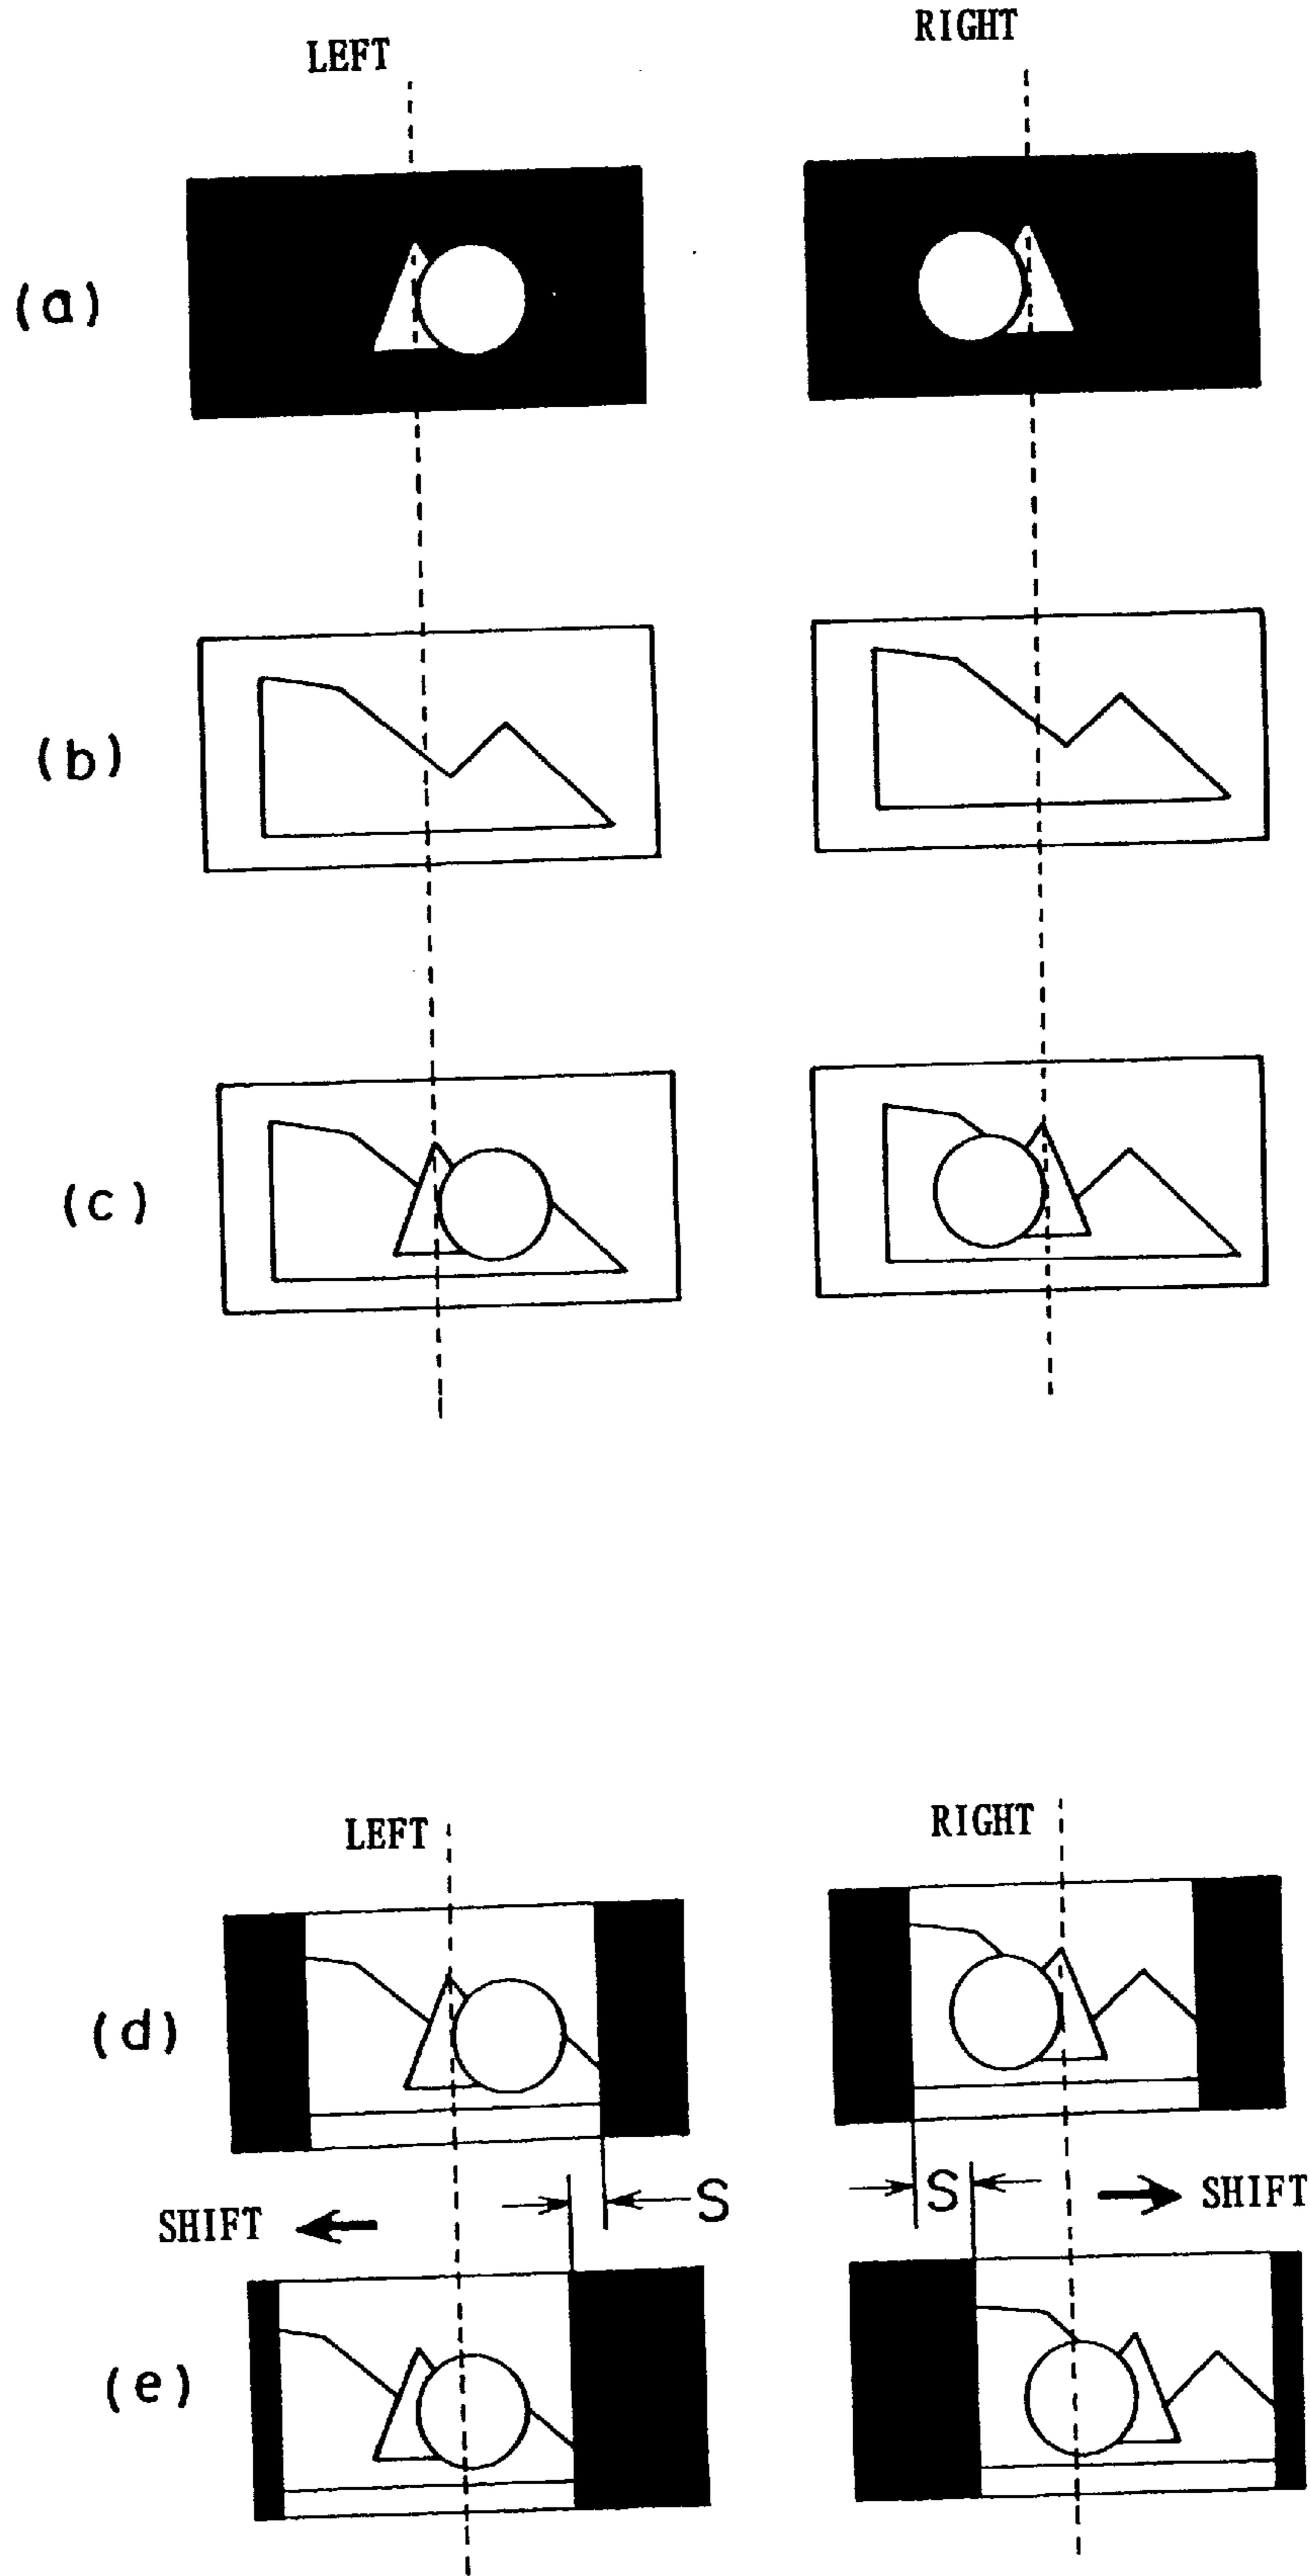 LEFT RIGHT
(a)
(b)
(c)
LEFT RIGHT
(d)
SHIFT S S SHIFT
(e)